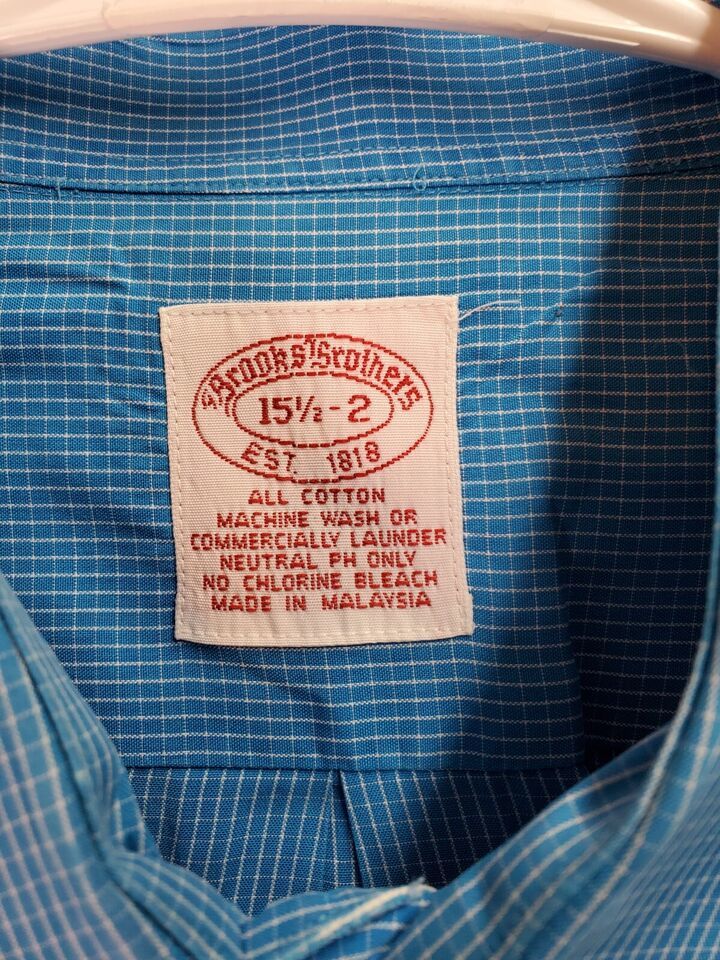 Brooks Brothers
15½-2
EST. 1818
ALL COTTON
MACHINE WASH OR
COMMERCIALLY LAUNDER
NEUTRAL PH ONLY
NO CHLORINE BLEACH
MADE IN MALAYSIA